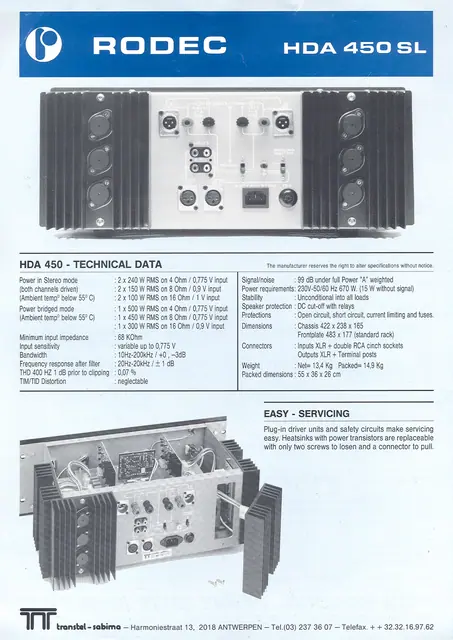 RODEC
HDA 450 SL
HDA 450 - TECHNICAL DATA
The manufacturer reserves the right to alter specifications without notice.
Power in Stereo mode : 2 x 240 W RMS on 4 Ohm / 0,775 V input
(both channels driven) : 2 x 150 W RMS on 8 Ohm / 0,9 V input
(Ambient temp° below 55° C) : 2 x 100 W RMS on 16 Ohm / 1 V input
Power bridged mode : 1 x 500 W RMS on 4 Ohm / 0,775 V input
(Ambient temp° below 55° C) : 1 x 450 W RMS on 8 Ohm / 0,775 V input
: 1 x 300 W RMS on 16 Ohm / 0,9 V input
Minimum input impedance : 68 KOhm
Input sensitivity : variable up to 0,775 V
Bandwidth : 10Hz-200kHz / +0 , –3dB
Frequency response after filter : 20Hz-20kHz / ± 1 dB
THD 400 HZ 1 dB prior to clipping : 0,07 %
TIM/TID Distortion : neglectable
Signal/noise : 99 dB under full Power "A" weighted
Power requirements : 230V-50/60 Hz 670 W. (15 W without signal)
Stability : Unconditional into all loads
Speaker protection : DC cut-off with relays
Protections : Open circuit, short circuit, current limiting and fuses.
Dimensions : Chassis 422 x 238 x 165
Frontplate 483 x 177 (standard rack)
Connectors : Inputs XLR + double RCA cinch sockets
Outputs XLR + Terminal posts
Weight : Net= 13,4 Kg Packed= 14,9 Kg
Packed dimensions : 55 x 36 x 26 cm
EASY - SERVICING
Plug-in driver units and safety circuits make servicing
easy. Heatsinks with power transistors are replaceable
with only two screws to losen and a connector to pull.
transtel - sabima – Harmoniestraat 13, 2018 ANTWERPEN – Tel.(03) 237 36 07 – Telefax. + + 32.32.16.97.62